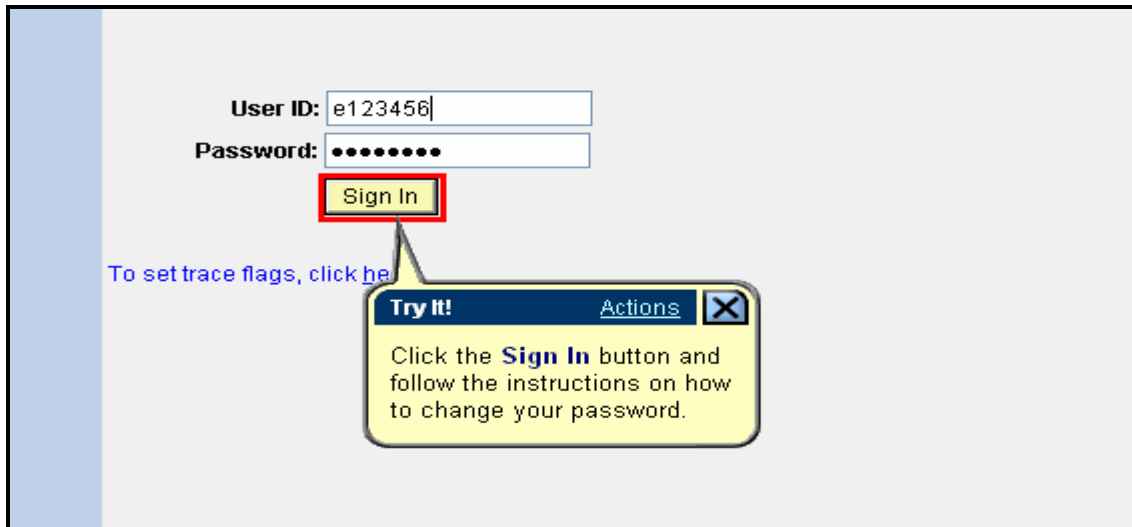 User ID: e123456
Password: ••••••••
Sign In
To set trace flags, click he
Try It! Actions
Click the Sign In button and
follow the instructions on how
to change your password.